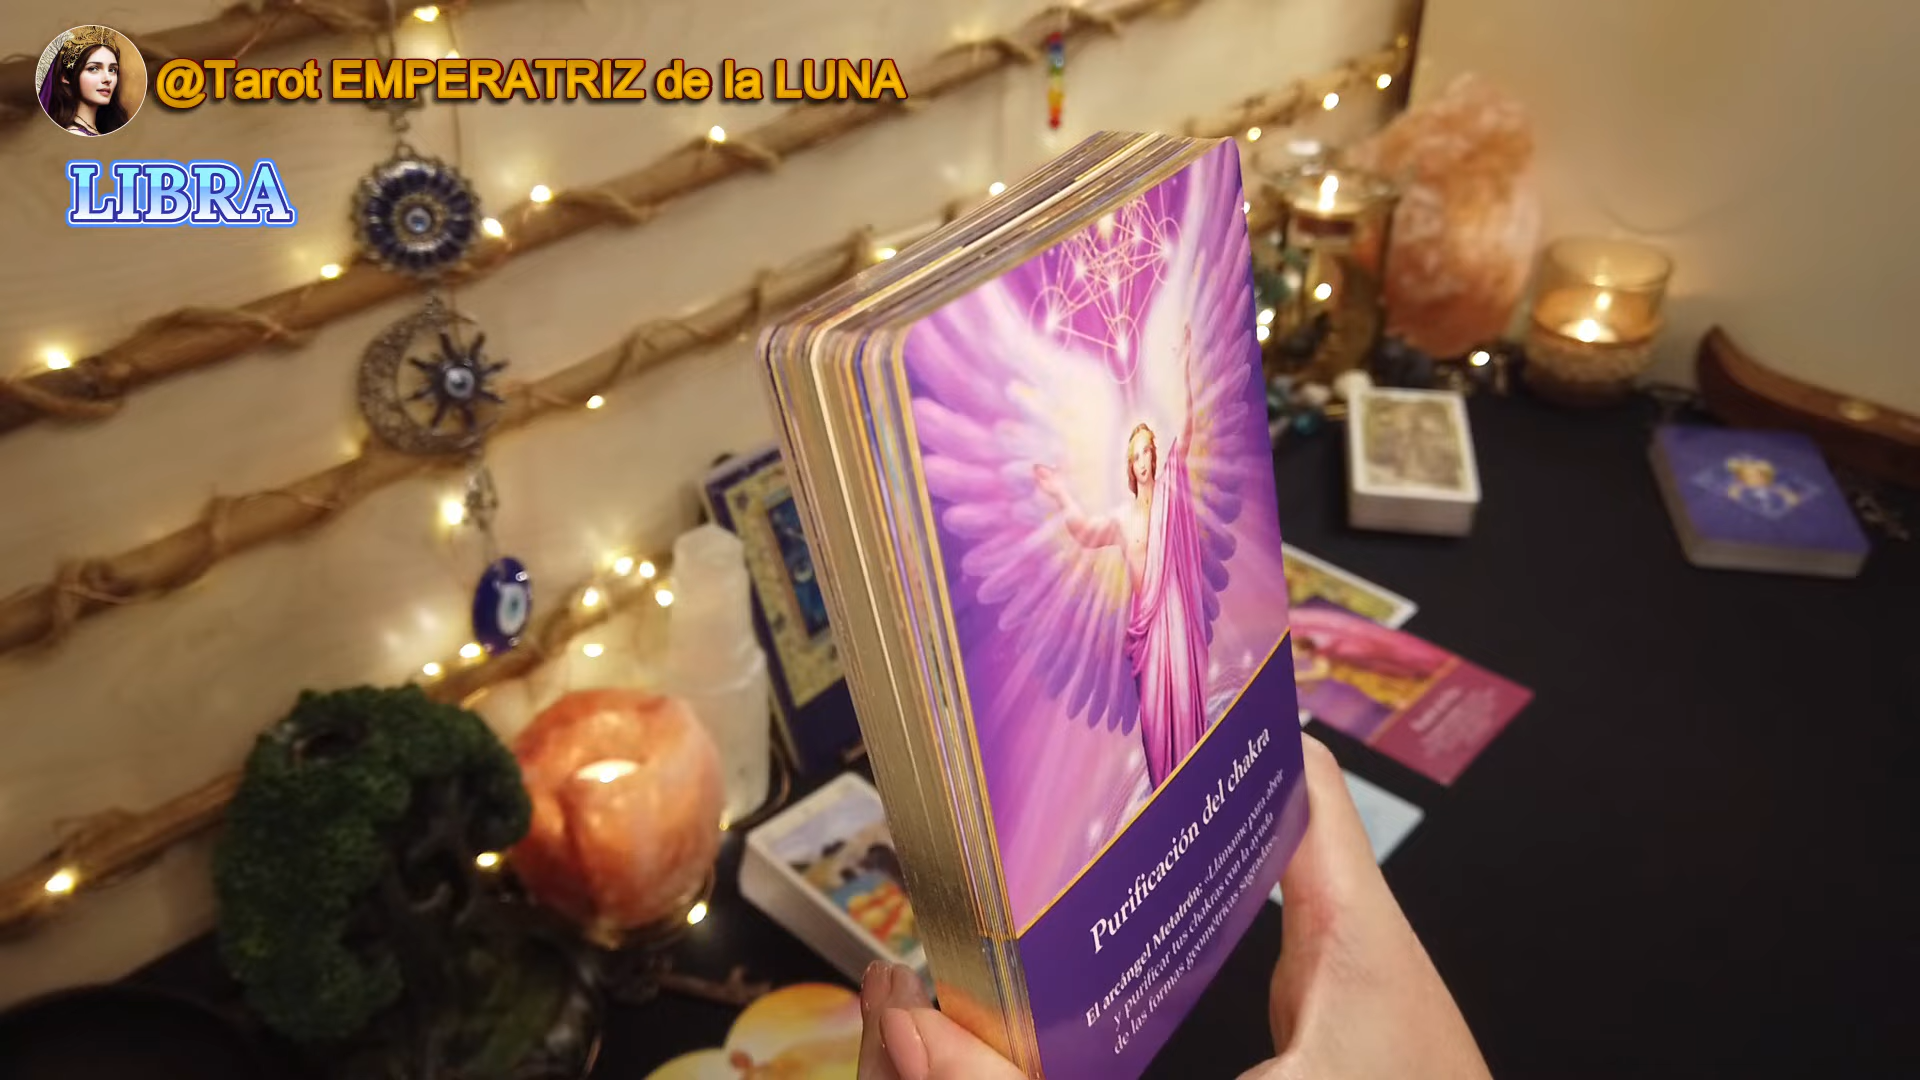 @Tarot EMPERATRIZ de la LUNA
LIBRA
Purificación del chakra
El arcángel Metatrón: «Llámame para abrir
y purificar tus chakras con la ayuda
de las formas geométricas sagradas».